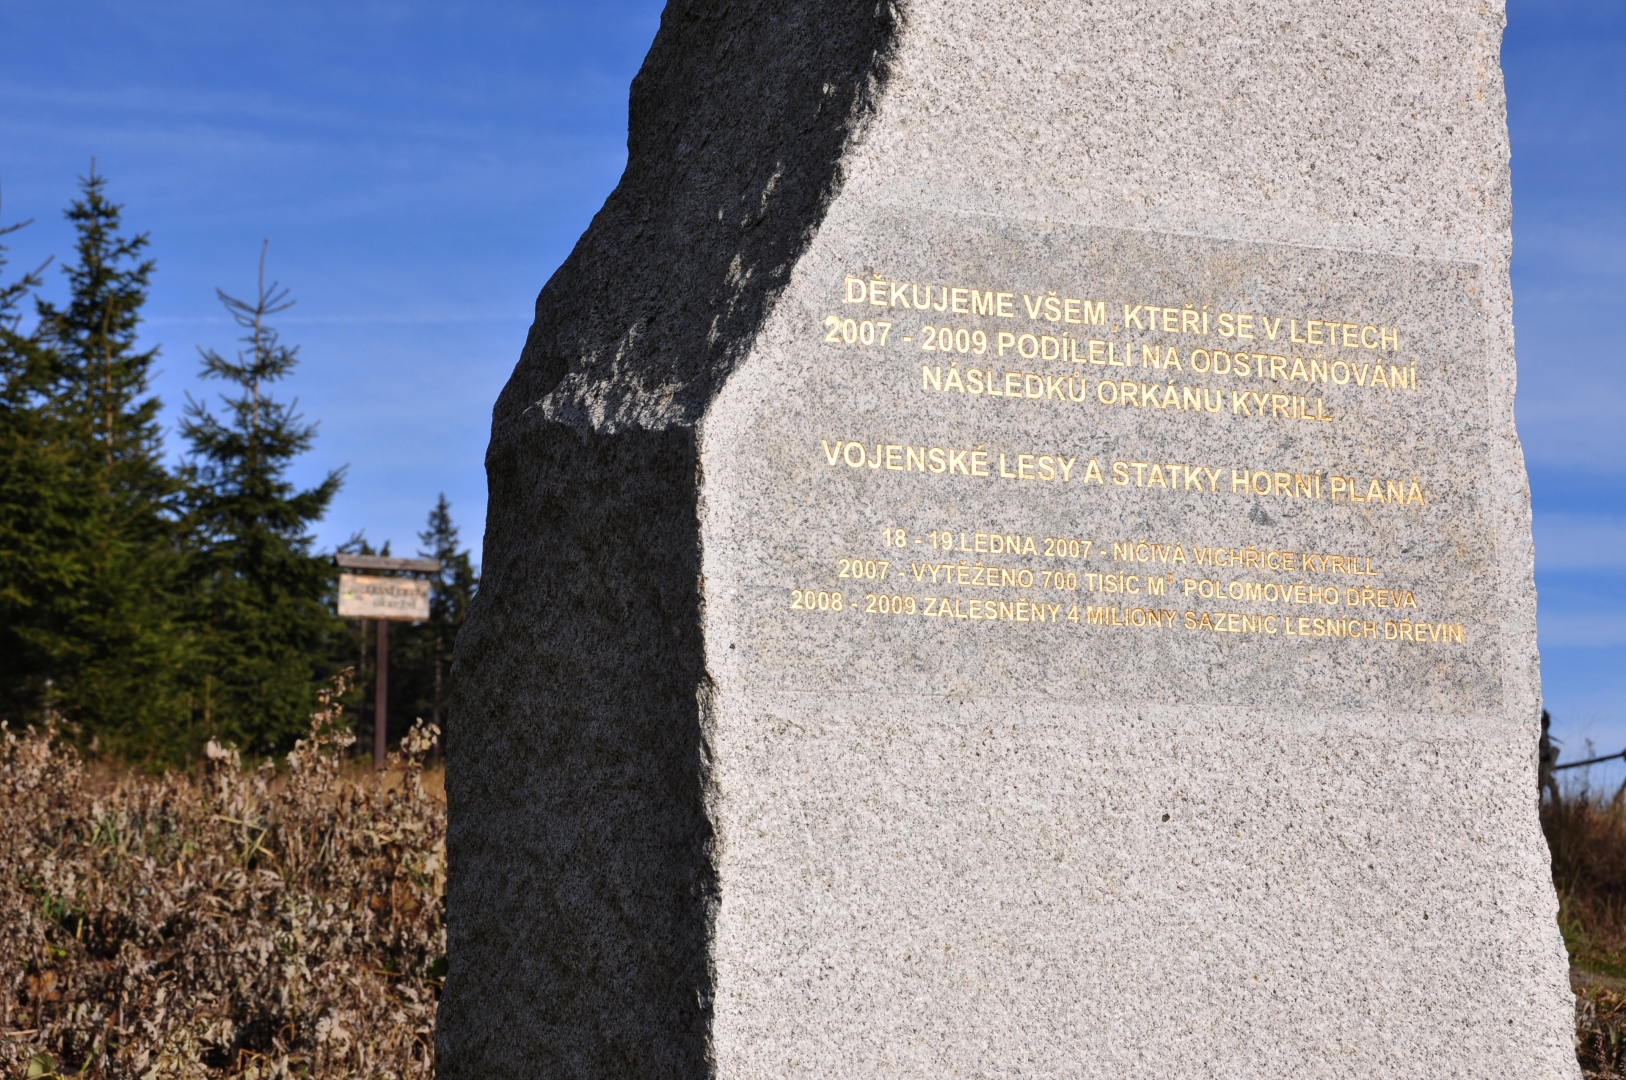 DĚKUJEME VŠEM, KTEŘÍ SE V LETECH
2007 - 2009 PODÍLELI NA ODSTRAŇOVÁNÍ
NÁSLEDKŮ ORKÁNU KYRILL
VOJENSKÉ LESY A STATKY HORNÍ PLANÁ
18 - 19.LEDNA 2007 - NIČIVÁ VICHŘICE KYRILL
2007 - VYTĚŽENO 700 TISÍC M³ POLOMOVÉHO DŘEVA
2008 - 2009 ZALESNĚNY 4 MILIONY SAZENIC LESNÍCH DŘEVIN